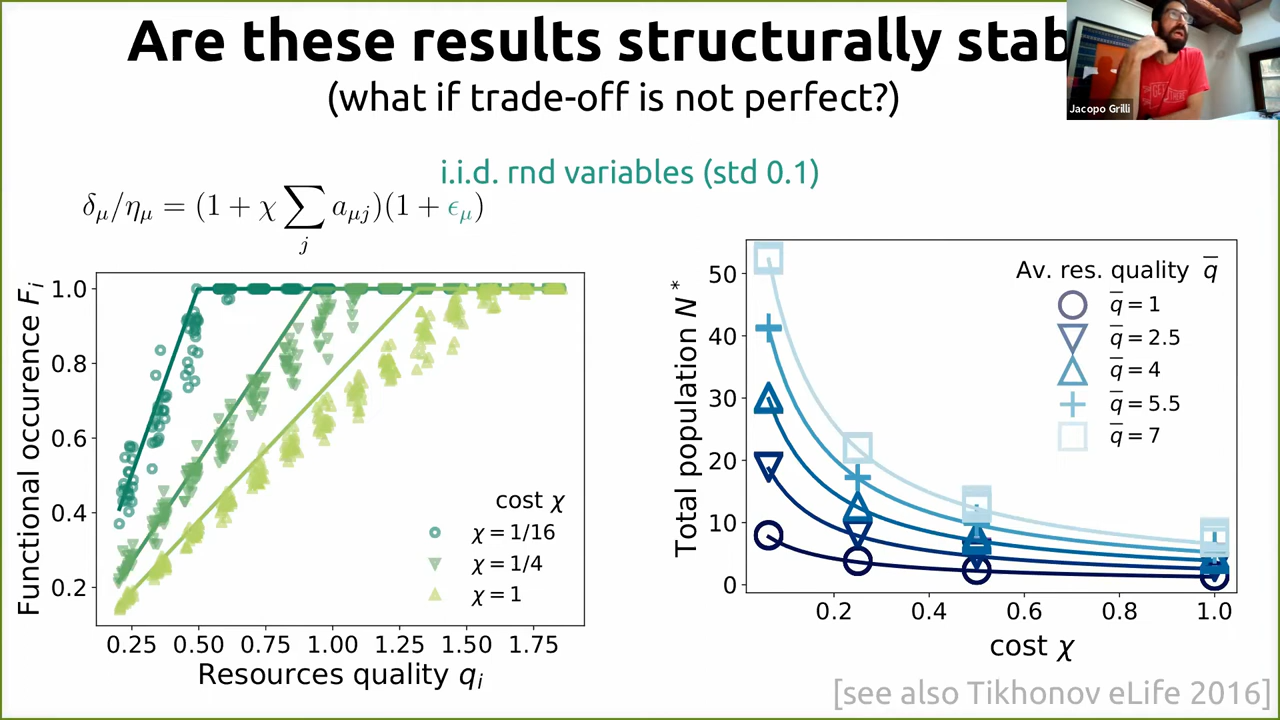 Are these results structurally stab
(what if trade-off is not perfect?)
Jacopo Grilli
i.i.d. rnd variables (std 0.1)
δμ/ημ = (1 + χ ∑j aμj)(1 + ϵμ)
Functional occurence Fi
1.0
0.8
0.6
0.4
0.2
cost χ
χ = 1/16
χ = 1/4
χ = 1
0.25 0.50 0.75 1.00 1.25 1.50 1.75
Resources quality qi
Total population N*
50
40
30
20
10
0
Av. res. quality q̅
q̅ = 1
q̅ = 2.5
q̅ = 4
q̅ = 5.5
q̅ = 7
0.2 0.4 0.6 0.8 1.0
cost χ
[see also Tikhonov eLife 2016]